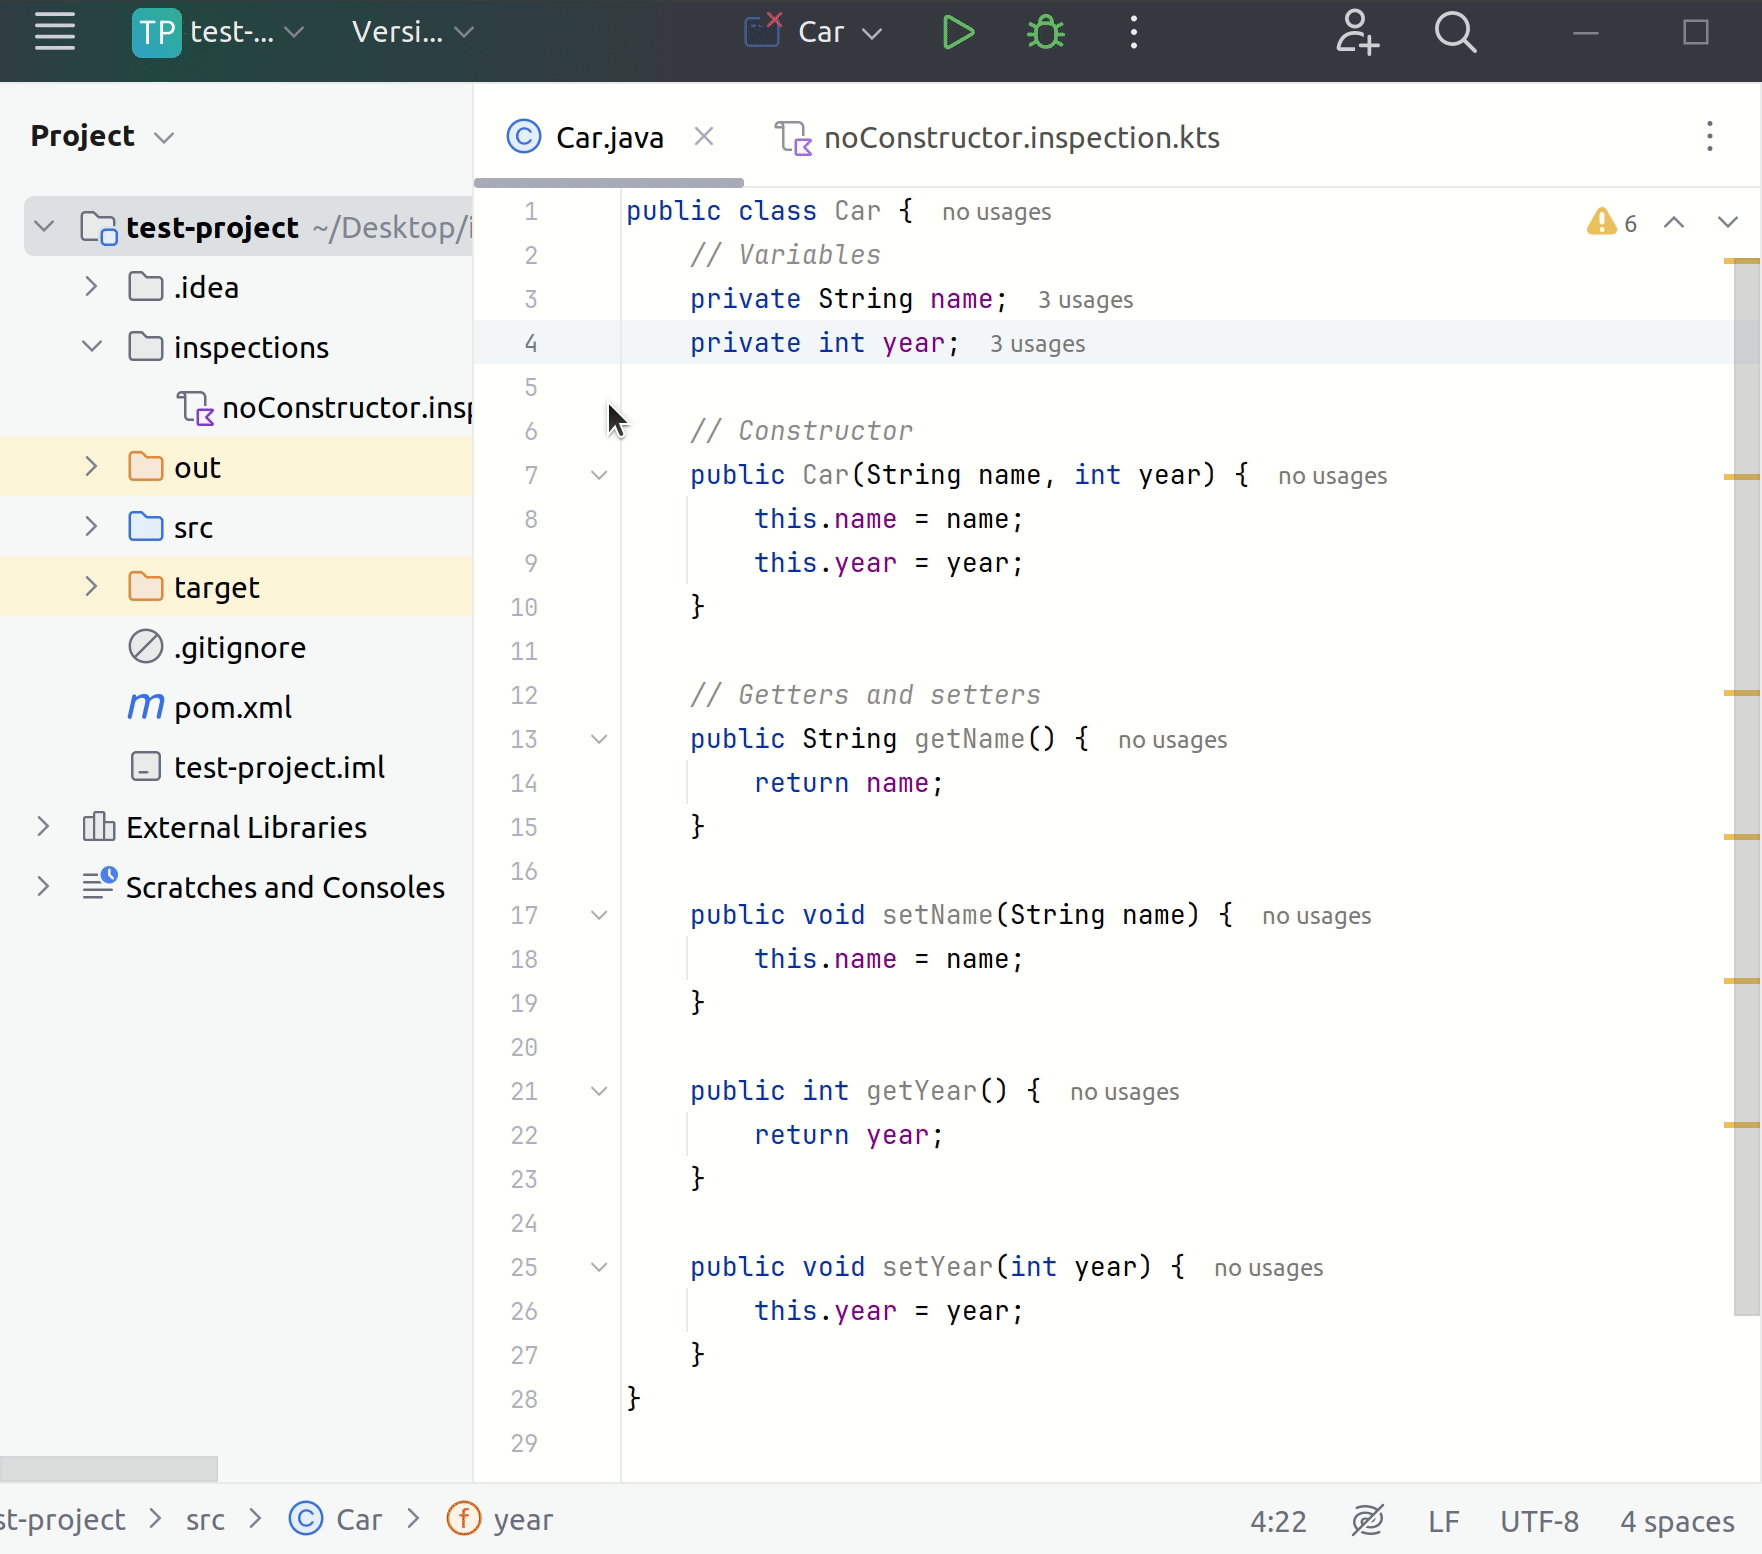 TP test-... Versi... Car
Project
Car.java
noConstructor.inspection.kts
test-project ~/Desktop/i
.idea
inspections
noConstructor.insp
out
src
target
.gitignore
m pom.xml
test-project.iml
External Libraries
Scratches and Consoles
6
1 public class Car { no usages
2 // Variables
3 private String name; 3 usages
4 private int year; 3 usages
5
6 // Constructor
7 public Car(String name, int year) { no usages
8 this.name = name;
9 this.year = year;
10 }
11
12 // Getters and setters
13 public String getName() { no usages
14 return name;
15 }
16
17 public void setName(String name) { no usages
18 this.name = name;
19 }
20
21 public int getYear() { no usages
22 return year;
23 }
24
25 public void setYear(int year) { no usages
26 this.year = year;
27 }
28 }
29
st-project > src > Car > year
4:22 LF UTF-8 4 spaces